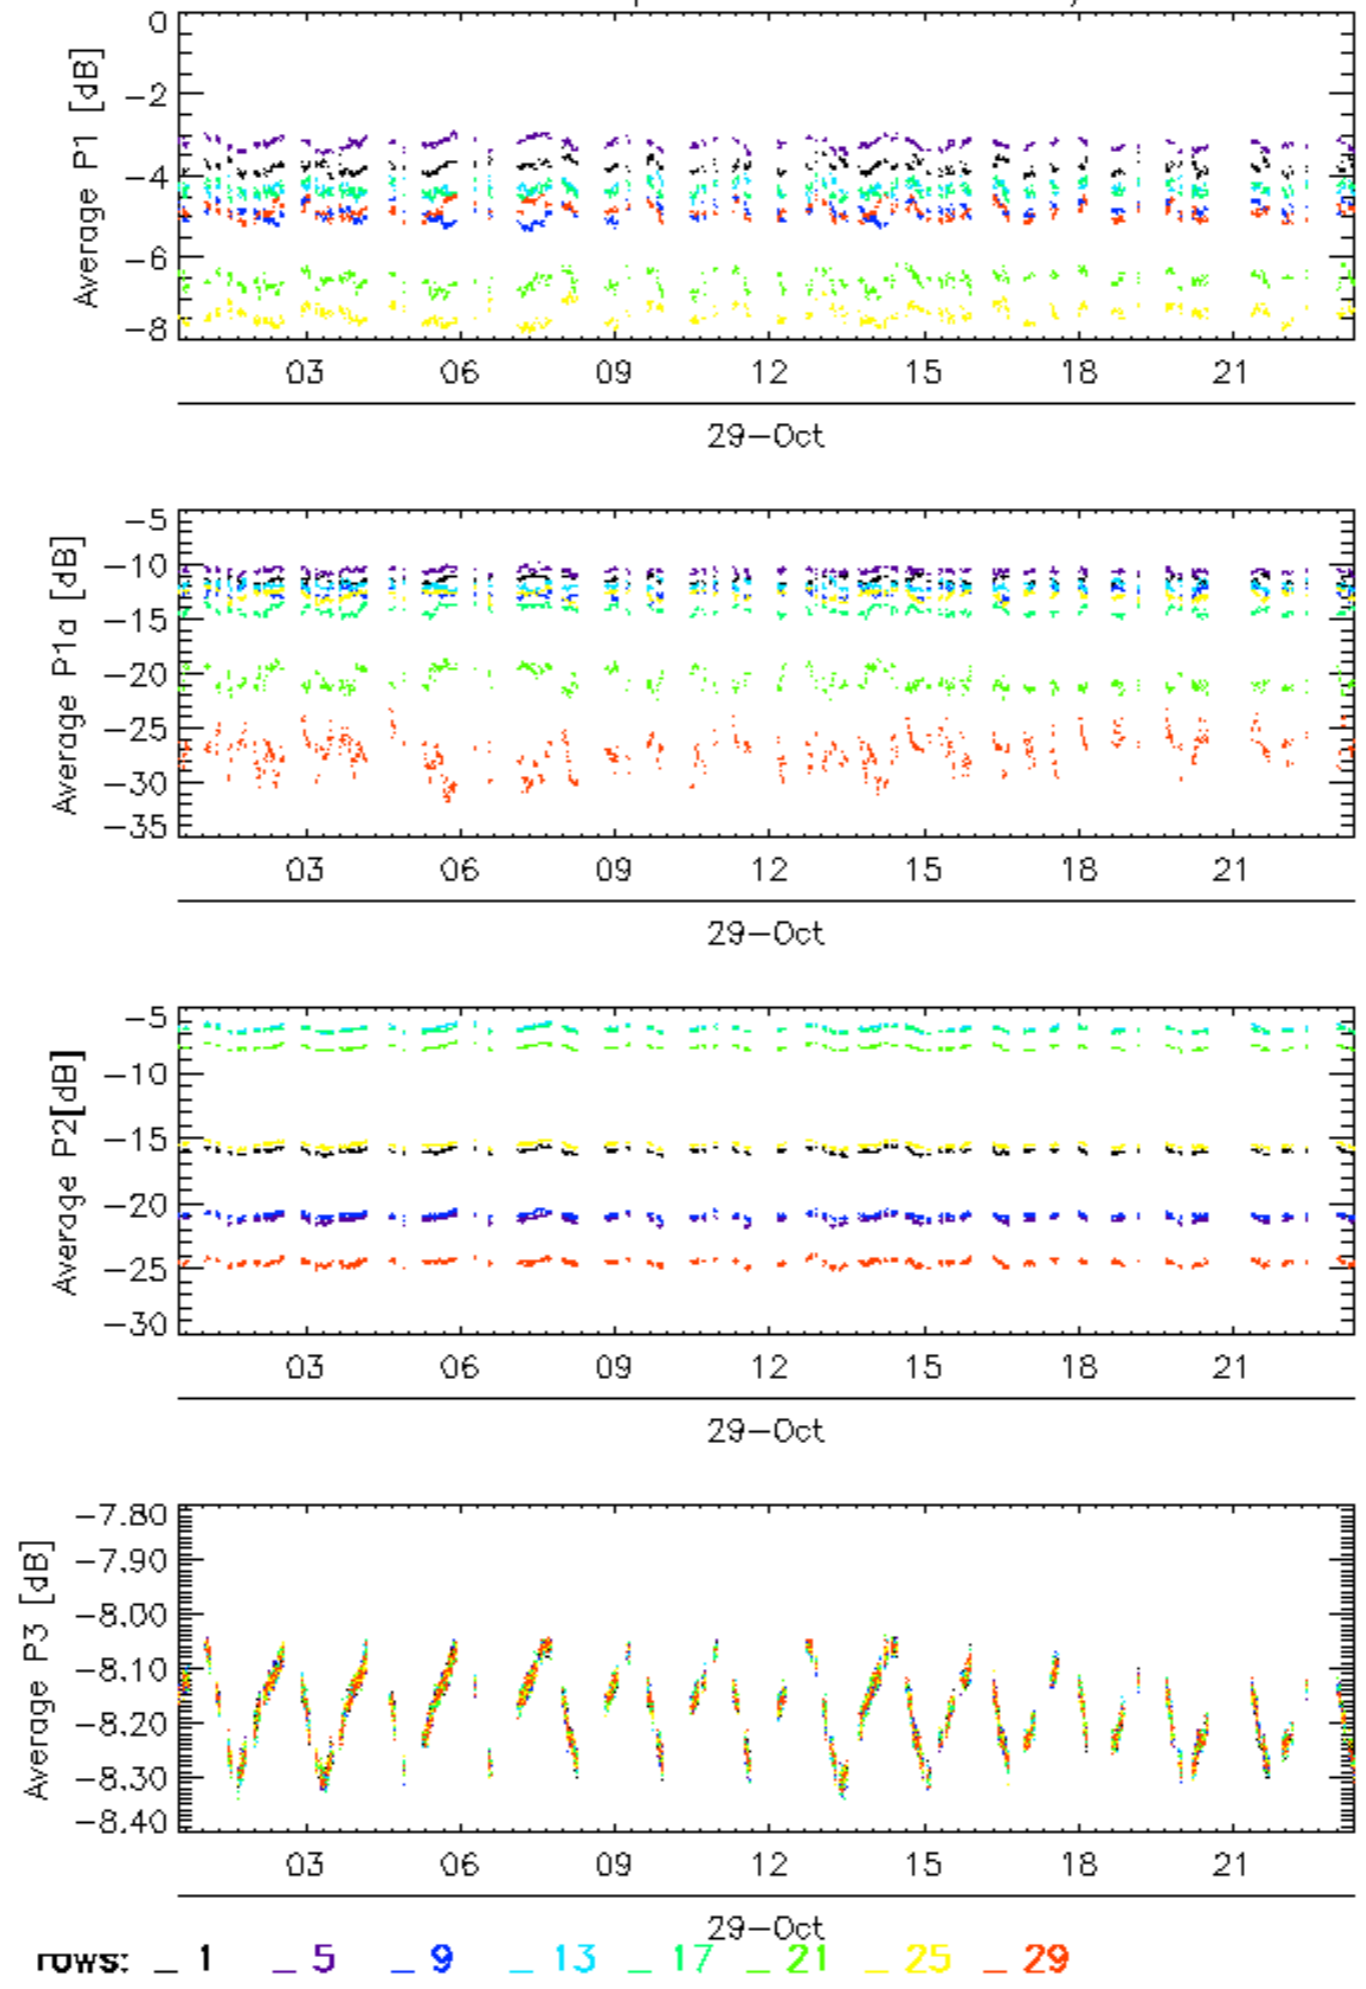 0
-2
-4
-6
-8
Average P1 [dB]
03 06 09 12 15 18 21
29-Oct
-5
-10
-15
-20
-25
-30
-35
Average P1a [dB]
03 06 09 12 15 18 21
29-Oct
-5
-10
-15
-20
-25
-30
Average P2[dB]
03 06 09 12 15 18 21
29-Oct
-7.80
-7.90
-8.00
-8.10
-8.20
-8.30
-8.40
Average P3 [dB]
03 06 09 12 15 18 21
29-Oct
rows: _ 1 _ 5 _ 9 _ 13 _ 17 _ 21 _ 25 _ 29